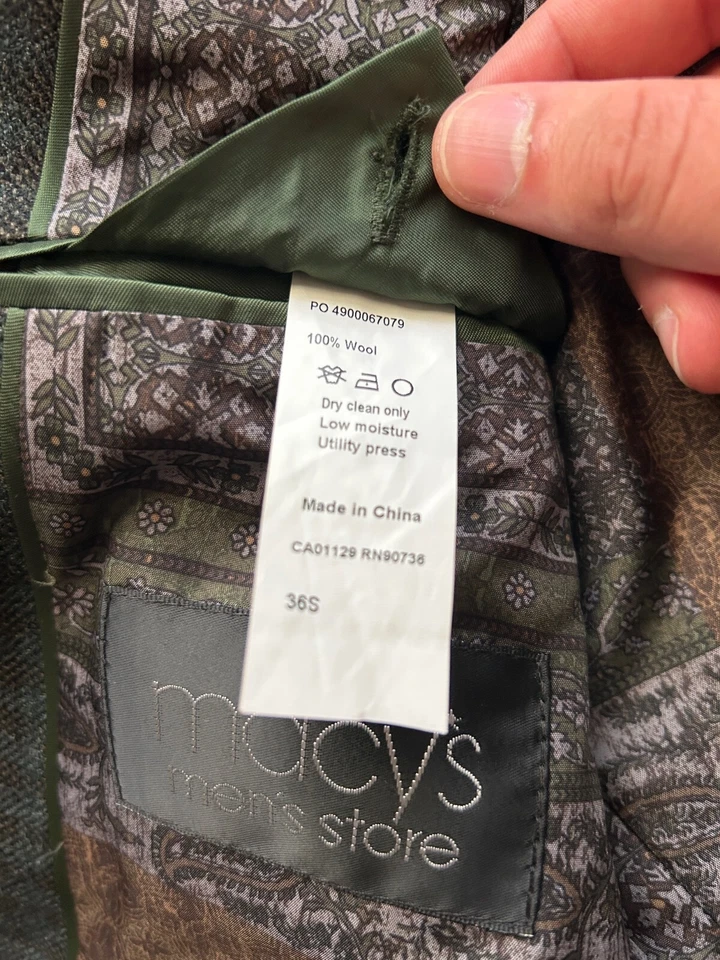 PO 4900067079
100% Wool
Dry clean only
Low moisture
Utility press
Made in China
CA01129 RN90736
36S
macy's
men's store